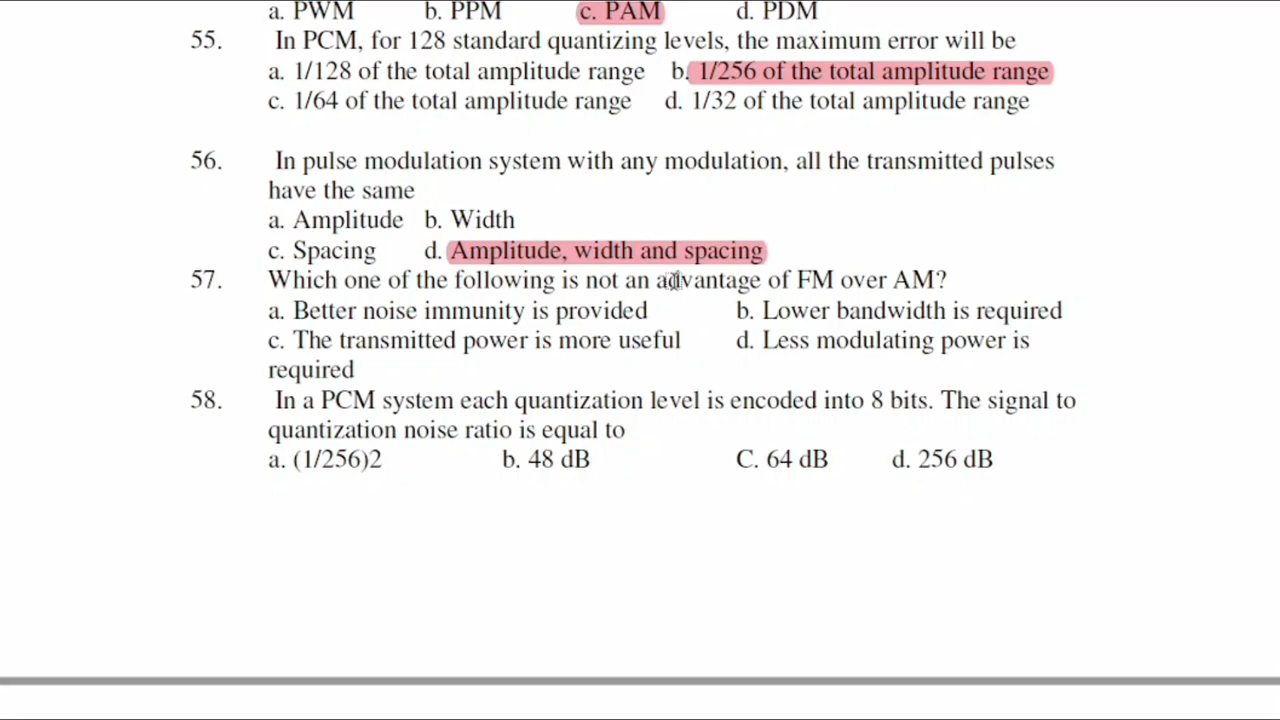 a. PWM b. PPM c. PAM d. PDM
55. In PCM, for 128 standard quantizing levels, the maximum error will be
a. 1/128 of the total amplitude range b. 1/256 of the total amplitude range
c. 1/64 of the total amplitude range d. 1/32 of the total amplitude range
56. In pulse modulation system with any modulation, all the transmitted pulses
have the same
a. Amplitude b. Width
c. Spacing d. Amplitude, width and spacing
57. Which one of the following is not an advantage of FM over AM?
a. Better noise immunity is provided b. Lower bandwidth is required
c. The transmitted power is more useful d. Less modulating power is
required
58. In a PCM system each quantization level is encoded into 8 bits. The signal to
quantization noise ratio is equal to
a. (1/256)2 b. 48 dB C. 64 dB d. 256 dB